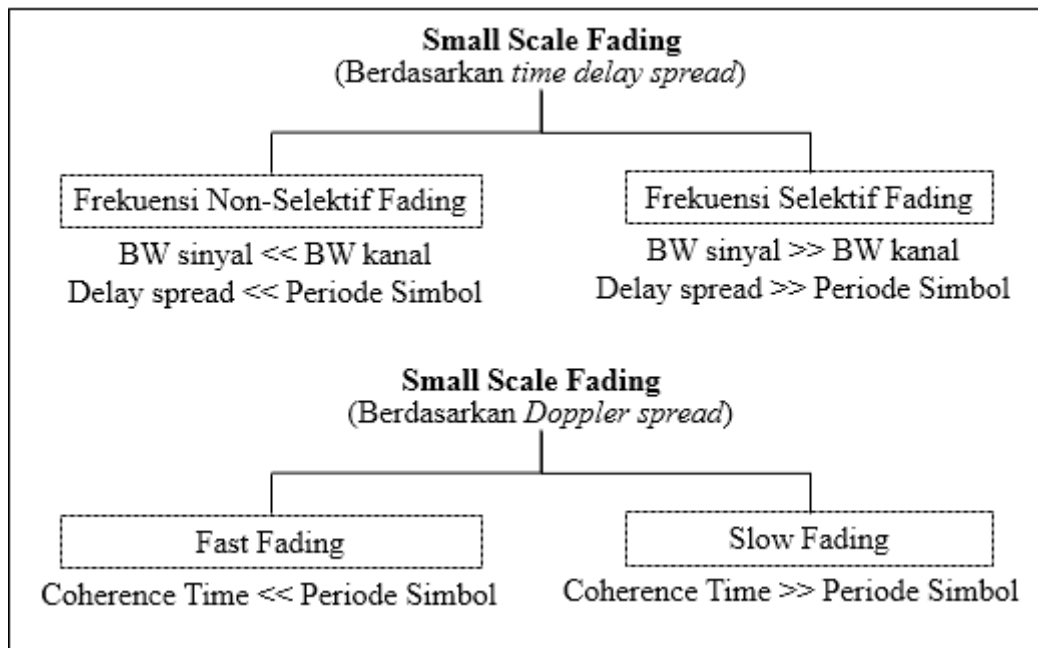 Small Scale Fading
(Berdasarkan time delay spread)
Frekuensi Non-Selektif Fading
BW sinyal << BW kanal
Delay spread << Periode Simbol
Frekuensi Selektif Fading
BW sinyal >> BW kanal
Delay spread >> Periode Simbol
Small Scale Fading
(Berdasarkan Doppler spread)
Fast Fading
Coherence Time << Periode Simbol
Slow Fading
Coherence Time >> Periode Simbol